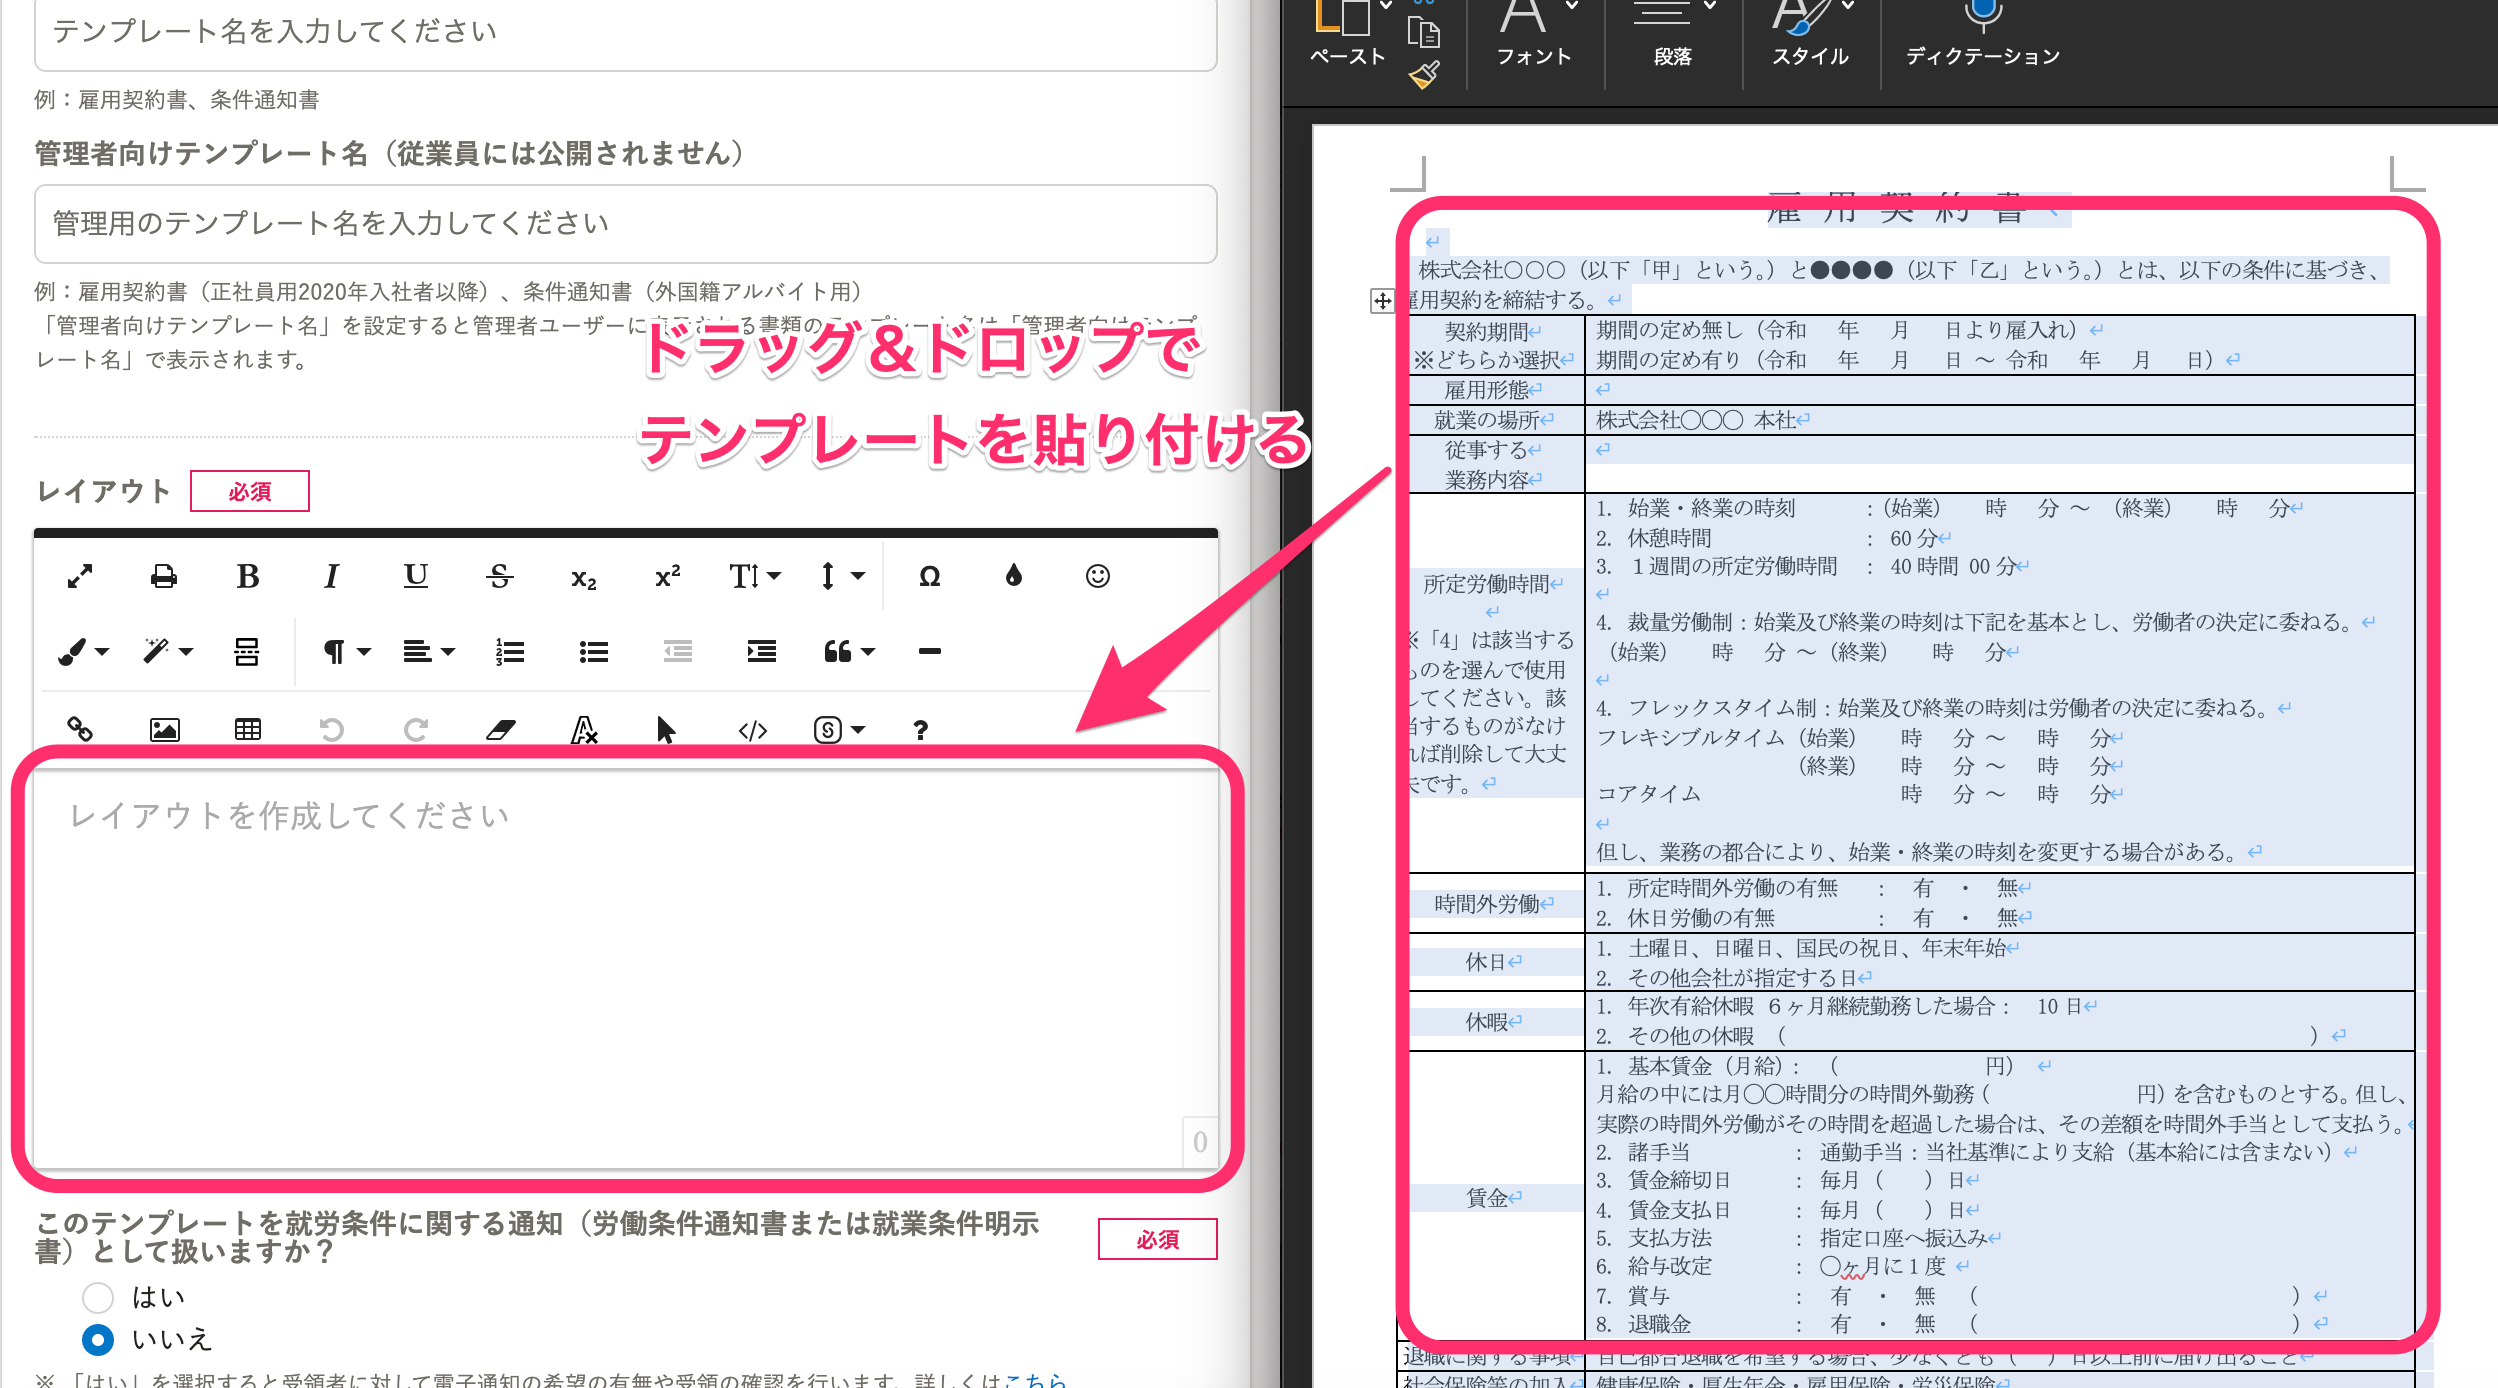 テンプレート名を入力してください
例：雇用契約書、条件通知書
管理者向けテンプレート名（従業員には公開されません）
管理用のテンプレート名を入力してください
例：雇用契約書（正社員用2020年入社者以降）、条件通知書（外国籍アルバイト用）
「管理者向けテンプレート名」を設定すると管理者ユーザーに表示される書類のテンプレート名は「管理者向けテンプ
レート名」で表示されます。
ドラッグ&ドロップで
テンプレートを貼り付ける
レイアウト 必須
レイアウトを作成してください
0
このテンプレートを就労条件に関する通知（労働条件通知書または就業条件明示
書）として扱いますか？ 必須
はい
いいえ
※「はい」を選択すると受領者に対して電子通知の希望の有無や受領の確認を行います。詳しくはこちら
ペースト フォント 段落 スタイル ディクテーション
雇用契約書
株式会社〇〇〇（以下「甲」という。）と●●●●（以下「乙」という。）とは、以下の条件に基づき、
雇用契約を締結する。
契約期間
※どちらか選択
期間の定め無し（令和 年 月 日より雇入れ）
期間の定め有り（令和 年 月 日 ～ 令和 年 月 日）
雇用形態
就業の場所 株式会社〇〇〇 本社
従事する
業務内容
所定労働時間
※「4」は該当する
ものを選んで使用
してください。該
当するものがなけ
れば削除して大丈
夫です。
1. 始業・終業の時刻 ：（始業） 時 分 ～ （終業） 時 分
2. 休憩時間 ： 60 分
3. １週間の所定労働時間 ： 40 時間 00 分
4. 裁量労働制：始業及び終業の時刻は下記を基本とし、労働者の決定に委ねる。
（始業） 時 分 ～（終業） 時 分
4. フレックスタイム制：始業及び終業の時刻は労働者の決定に委ねる。
フレキシブルタイム（始業） 時 分 ～ 時 分
（終業） 時 分 ～ 時 分
コアタイム 時 分 ～ 時 分
但し、業務の都合により、始業・終業の時刻を変更する場合がある。
時間外労働
1. 所定時間外労働の有無 ： 有 ・ 無
2. 休日労働の有無 ： 有 ・ 無
休日
1. 土曜日、日曜日、国民の祝日、年末年始
2. その他会社が指定する日
休暇
1. 年次有給休暇 ６ヶ月継続勤務した場合： 10 日
2. その他の休暇 （ ）
賃金
1. 基本賃金（月給）： （ 円）
月給の中には月〇〇時間分の時間外勤務（ 円）を含むものとする。但し、
実際の時間外労働がその時間を超過した場合は、その差額を時間外手当として支払う。
2. 諸手当 ： 通勤手当：当社基準により支給（基本給には含まない）
3. 賃金締切日 ： 毎月（ ）日
4. 賃金支払日 ： 毎月（ ）日
5. 支払方法 ： 指定口座へ振込み
6. 給与改定 ： 〇ヶ月に１度
7. 賞与 ： 有 ・ 無 （ ）
8. 退職金 ： 有 ・ 無 （ ）
退職に関する事項 自己都合退職を希望する場合、少なくとも（ ）日以上前に届け出ること
社会保険等の加入 健康保険・厚生年金・雇用保険・労災保険